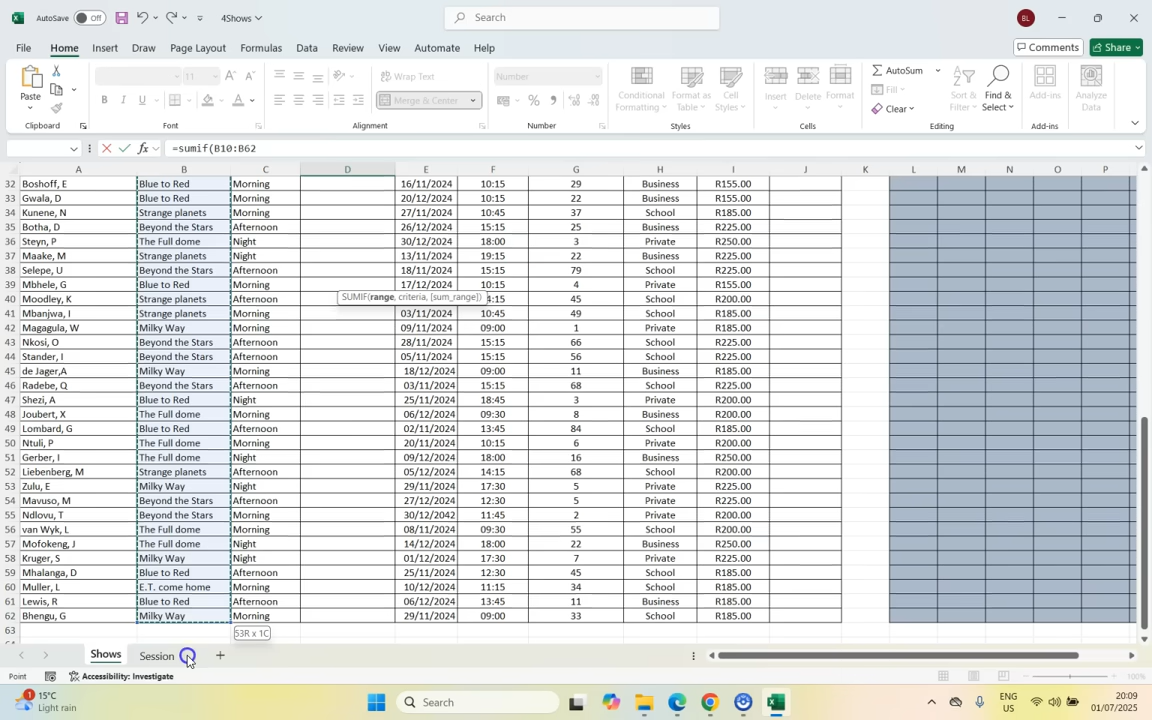 AutoSave Off 4Shows Search BL
File Home Insert Draw Page Layout Formulas Data Review View Automate Help Comments Share
Paste 11 Wrap Text Number Conditional Formatting Format as Table Cell Styles Insert Delete Format AutoSum Sort & Filter Find & Select Add-ins Analyze Data
Merge & Center Fill Clear
Clipboard Font Alignment Number Styles Cells Editing Add-ins
=sumif(B10:B62
A B C D E F G H I J K L M N O P
32 Boshoff, E Blue to Red Morning 16/11/2024 10:15 29 Business R155.00
33 Gwala, D Blue to Red Morning 20/12/2024 10:15 22 Business R155.00
34 Kunene, N Strange planets Morning 27/11/2024 10:45 37 School R185.00
35 Botha, D Beyond the Stars Afternoon 26/12/2024 15:15 25 Business R225.00
36 Steyn, P The Full dome Night 30/12/2024 18:00 3 Private R250.00
37 Maake, M Strange planets Night 13/11/2024 19:15 22 Business R225.00
38 Selepe, U Beyond the Stars Afternoon 18/11/2024 15:15 79 School R225.00
39 Mbhele, G Blue to Red Morning 17/12/2024 10:15 4 Private R155.00
SUMIF(range, criteria, [sum_range])
40 Moodley, K Strange planets Afternoon 4:15 45 School R200.00
41 Mbanjwa, I Strange planets Morning 03/11/2024 10:45 49 School R185.00
42 Magagula, W Milky Way Morning 09/11/2024 09:00 1 Private R185.00
43 Nkosi, O Beyond the Stars Afternoon 28/11/2024 15:15 66 School R225.00
44 Stander, I Beyond the Stars Afternoon 05/11/2024 15:15 56 School R225.00
45 de Jager,A Milky Way Morning 18/12/2024 09:00 11 School R185.00
46 Radebe, Q Beyond the Stars Afternoon 03/11/2024 15:15 68 School R225.00
47 Shezi, A Blue to Red Night 25/11/2024 18:45 3 Private R200.00
48 Joubert, X The Full dome Morning 06/12/2024 09:30 8 Business R200.00
49 Lombard, G Blue to Red Afternoon 02/11/2024 13:45 84 School R185.00
50 Ntuli, P The Full dome Morning 20/11/2024 10:15 6 Private R200.00
51 Gerber, I The Full dome Night 09/12/2024 18:00 16 Business R250.00
52 Liebenberg, M Strange planets Afternoon 05/12/2024 14:15 68 School R200.00
53 Zulu, E Milky Way Night 29/11/2024 17:30 5 Private R225.00
54 Mavuso, M Beyond the Stars Afternoon 27/12/2024 12:30 5 Private R225.00
55 Ndlovu, T Beyond the Stars Morning 30/12/2042 11:45 2 Private R200.00
56 van Wyk, L The Full dome Morning 08/11/2024 09:30 55 School R200.00
57 Mofokeng, J The Full dome Night 14/12/2024 18:00 22 Business R250.00
58 Kruger, S Milky Way Night 01/12/2024 17:30 7 Private R225.00
59 Mhalanga, D Blue to Red Afternoon 25/11/2024 12:30 45 School R185.00
60 Muller, L E.T. come home Morning 10/12/2024 11:15 34 School R185.00
61 Lewis, R Blue to Red Afternoon 06/12/2024 13:45 11 Business R185.00
62 Bhengu, G Milky Way Morning 29/11/2024 09:00 33 School R185.00
63 53R x 1C
Shows Session
Point Accessibility: Investigate 100%
1 15°C Light rain Search ENG US 20:09 01/07/2025